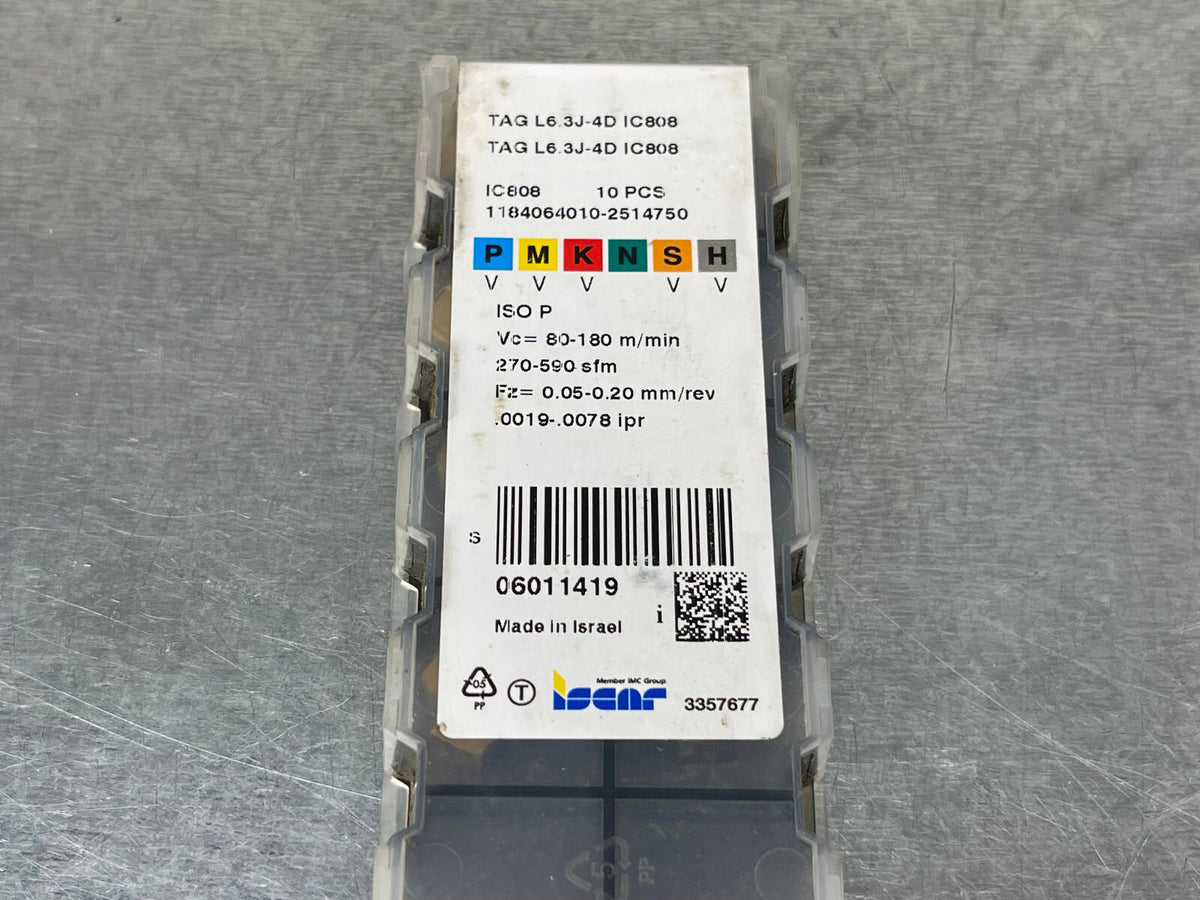 TAG L6.3J-4D IC808
TAG L6.3J-4D IC808
IC808 10 PCS
1184064010-2514750
P M K N S H
V V V V V
ISO P
Vc= 80-180 m/min
270-590 sfm
Fz= 0.05-0.20 mm/rev
.0019-.0078 ipr
S
06011419
i
Made in Israel
05
PP
T
Member IMC Group
iscar
3357677
5
PP